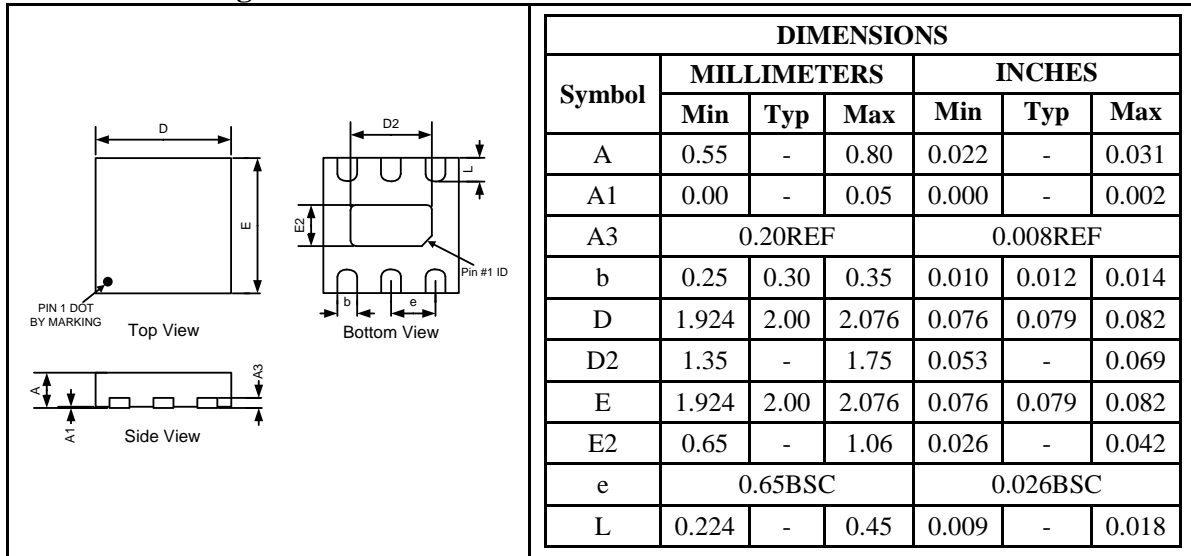 D
E
PIN 1 DOT
BY MARKING
Top View
D2
L
E2
Pin #1 ID
b
e
Bottom View
A
A1
A3
Side View
DIMENSIONS
Symbol MILLIMETERS INCHES
Min Typ Max Min Typ Max
A 0.55 - 0.80 0.022 - 0.031
A1 0.00 - 0.05 0.000 - 0.002
A3 0.20REF 0.008REF
b 0.25 0.30 0.35 0.010 0.012 0.014
D 1.924 2.00 2.076 0.076 0.079 0.082
D2 1.35 - 1.75 0.053 - 0.069
E 1.924 2.00 2.076 0.076 0.079 0.082
E2 0.65 - 1.06 0.026 - 0.042
e 0.65BSC 0.026BSC
L 0.224 - 0.45 0.009 - 0.018